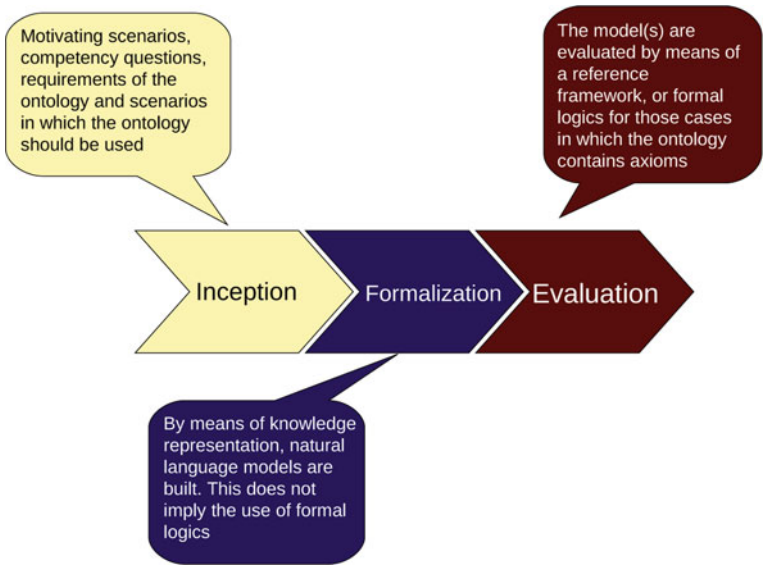 Motivating scenarios,
competency questions,
requirements of the
ontology and scenarios
in which the ontology
should be used
The model(s) are
evaluated by means of
a reference
framework, or formal
logics for those cases
in which the ontology
contains axioms
Inception
Formalization
Evaluation
By means of knowledge
representation, natural
language models are
built. This does not
imply the use of formal
logics